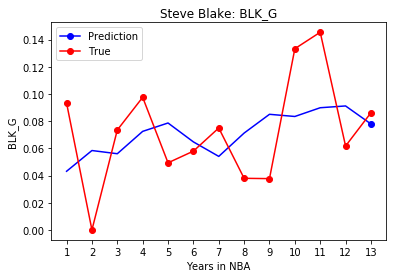 Steve Blake: BLK_G
Prediction
True
BLK_G
0.14
0.12
0.10
0.08
0.06
0.04
0.02
0.00
1 2 3 4 5 6 7 8 9 10 11 12 13
Years in NBA